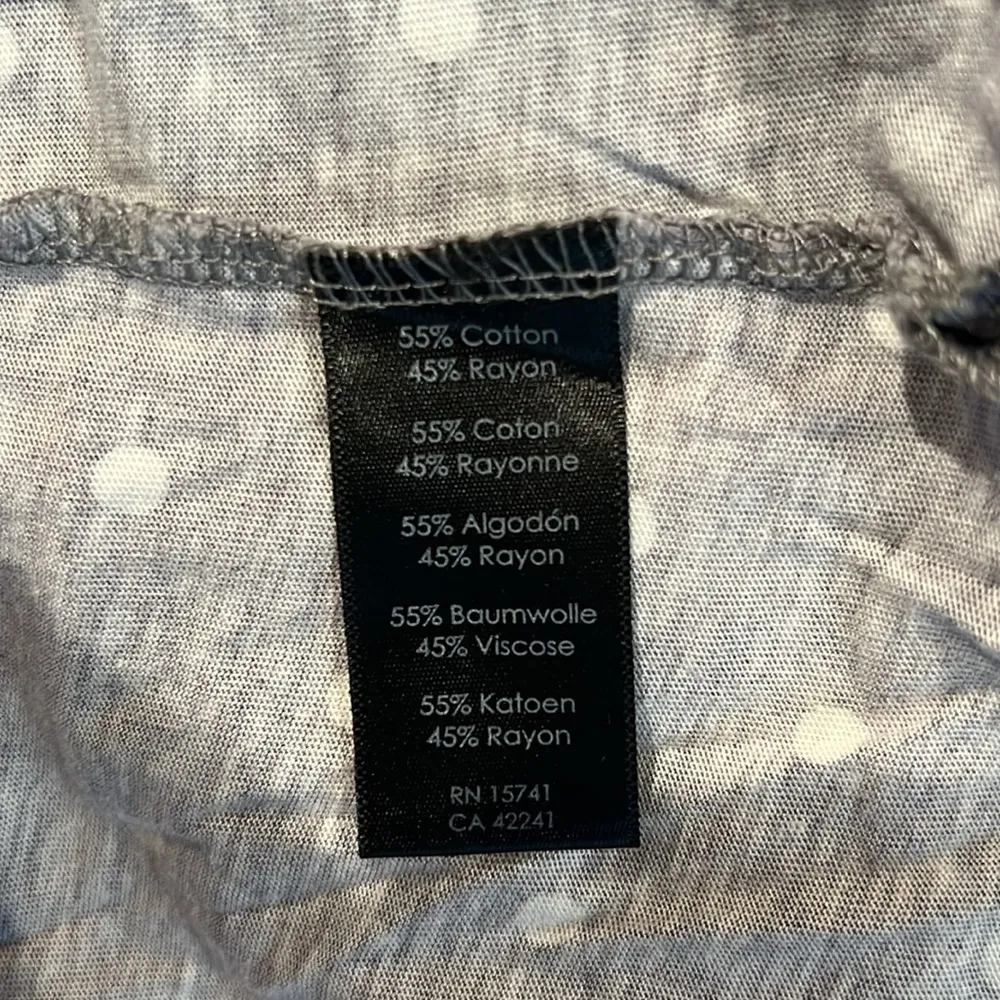 55% Cotton
45% Rayon
55% Coton
45% Rayonne
55% Algodón
45% Rayon
55% Baumwolle
45% Viscose
55% Katoen
45% Rayon
RN 15741
CA 42241